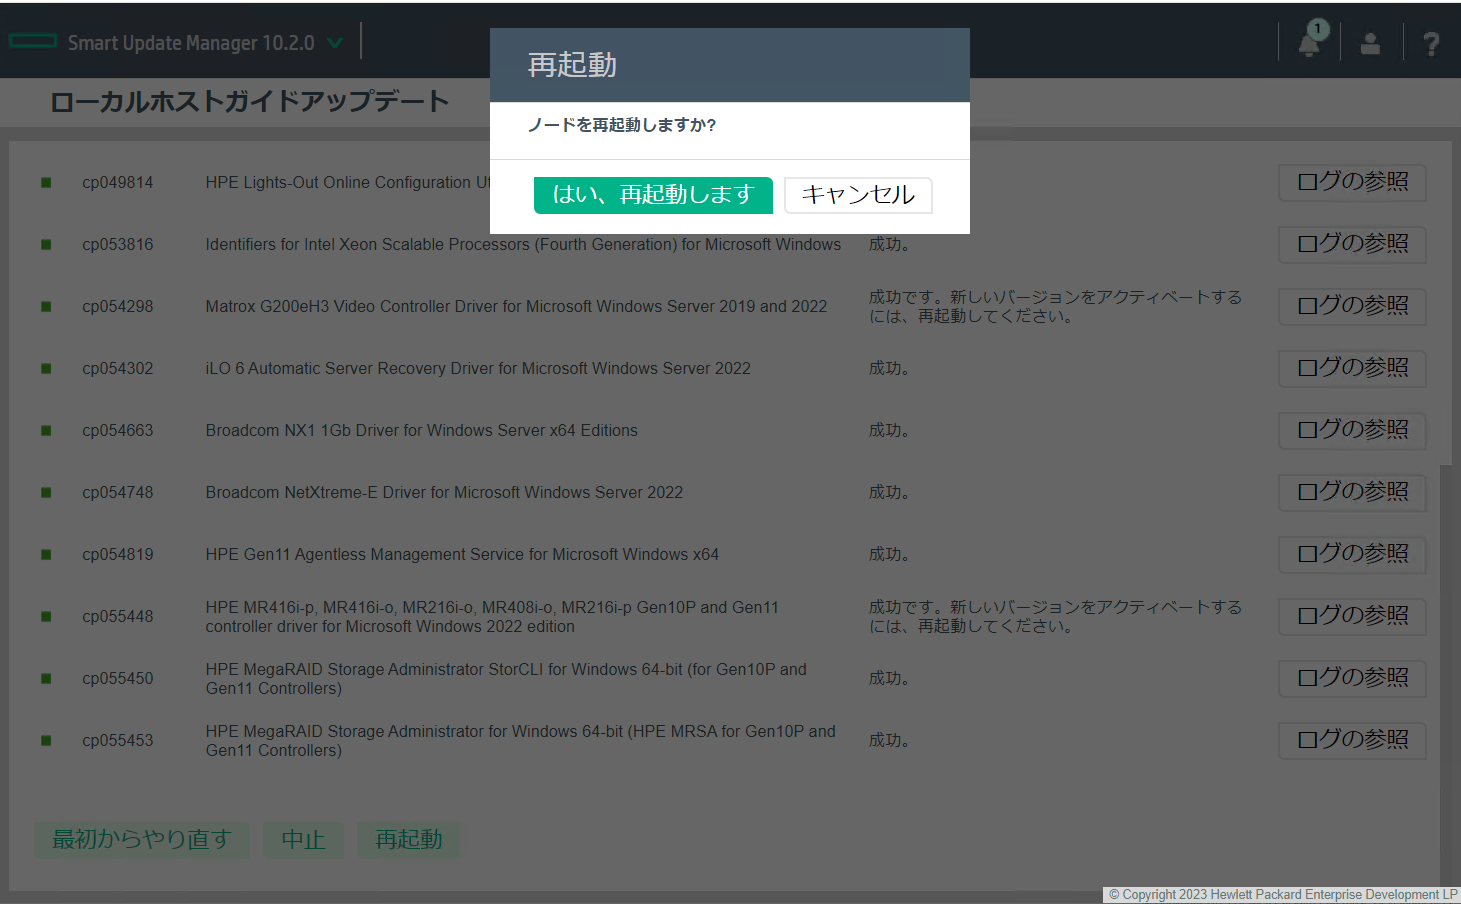 Smart Update Manager 10.2.0
1
?
ローカルホストガイドアップデート
再起動
ノードを再起動しますか?
はい、再起動します
キャンセル
cp049814
HPE Lights-Out Online Configuration
ログの参照
cp053816
Identifiers for Intel Xeon Scalable Processors (Fourth Generation) for Microsoft Windows
成功。
ログの参照
cp054298
Matrox G200eH3 Video Controller Driver for Microsoft Windows Server 2019 and 2022
成功です。新しいバージョンをアクティベートする
には、再起動してください。
ログの参照
cp054302
iLO 6 Automatic Server Recovery Driver for Microsoft Windows Server 2022
成功。
ログの参照
cp054663
Broadcom NX1 1Gb Driver for Windows Server x64 Editions
成功。
ログの参照
cp054748
Broadcom NetXtreme-E Driver for Microsoft Windows Server 2022
成功。
ログの参照
cp054819
HPE Gen11 Agentless Management Service for Microsoft Windows x64
成功。
ログの参照
cp055448
HPE MR416i-p, MR416i-o, MR216i-o, MR408i-o, MR216i-p Gen10P and Gen11
controller driver for Microsoft Windows 2022 edition
成功です。新しいバージョンをアクティベートする
には、再起動してください。
ログの参照
cp055450
HPE MegaRAID Storage Administrator StorCLI for Windows 64-bit (for Gen10P and
Gen11 Controllers)
成功。
ログの参照
cp055453
HPE MegaRAID Storage Administrator for Windows 64-bit (HPE MRSA for Gen10P and
Gen11 Controllers)
成功。
ログの参照
最初からやり直す
中止
再起動
© Copyright 2023 Hewlett Packard Enterprise Development LP